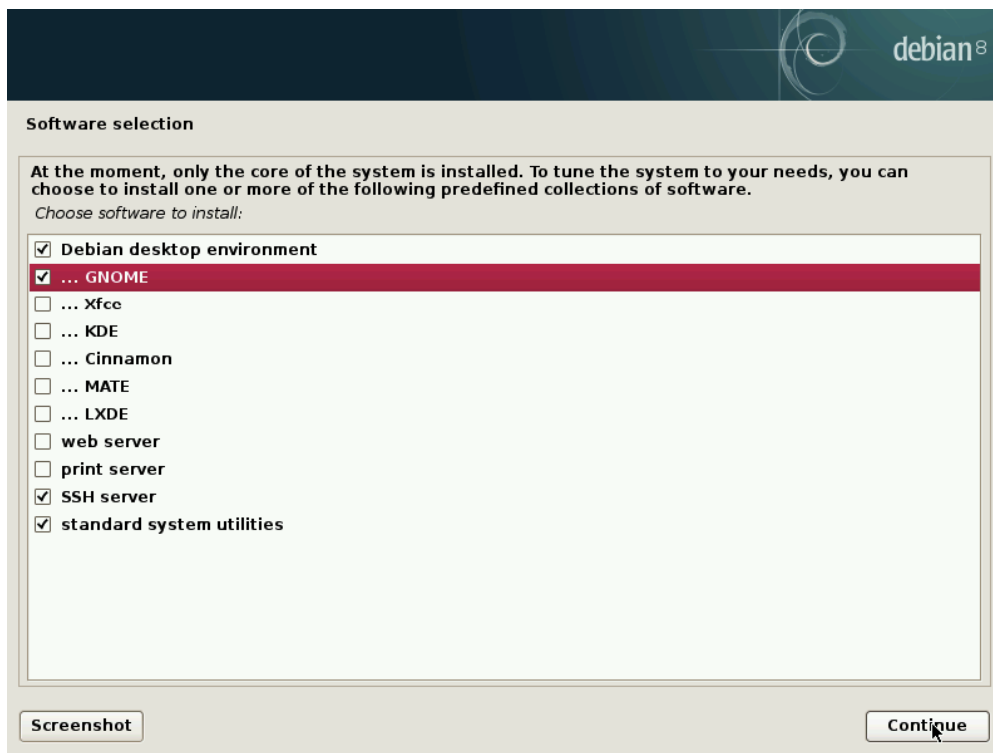 debian 8
Software selection
At the moment, only the core of the system is installed. To tune the system to your needs, you can
choose to install one or more of the following predefined collections of software.
Choose software to install:
Debian desktop environment
... GNOME
... Xfce
... KDE
... Cinnamon
... MATE
... LXDE
web server
print server
SSH server
standard system utilities
Screenshot
Continue